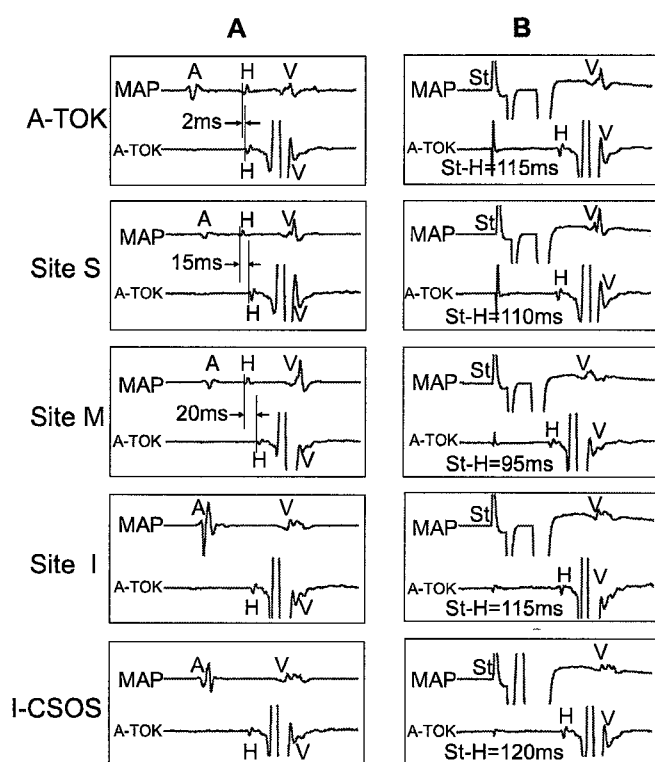 A B
A-TOK
MAP A H V
2ms
A-TOK H V
MAP St V
A-TOK H V
St-H=115ms
Site S
MAP A H V
15ms
A-TOK H V
MAP St V
A-TOK H V
St-H=110ms
Site M
MAP A H V
20ms
A-TOK H V
MAP St V
A-TOK H V
St-H=95ms
Site I
MAP A V
A-TOK H V
MAP St V
A-TOK H V
St-H=115ms
I-CSOS
MAP A V
A-TOK H V
MAP St V
A-TOK H V
St-H=120ms